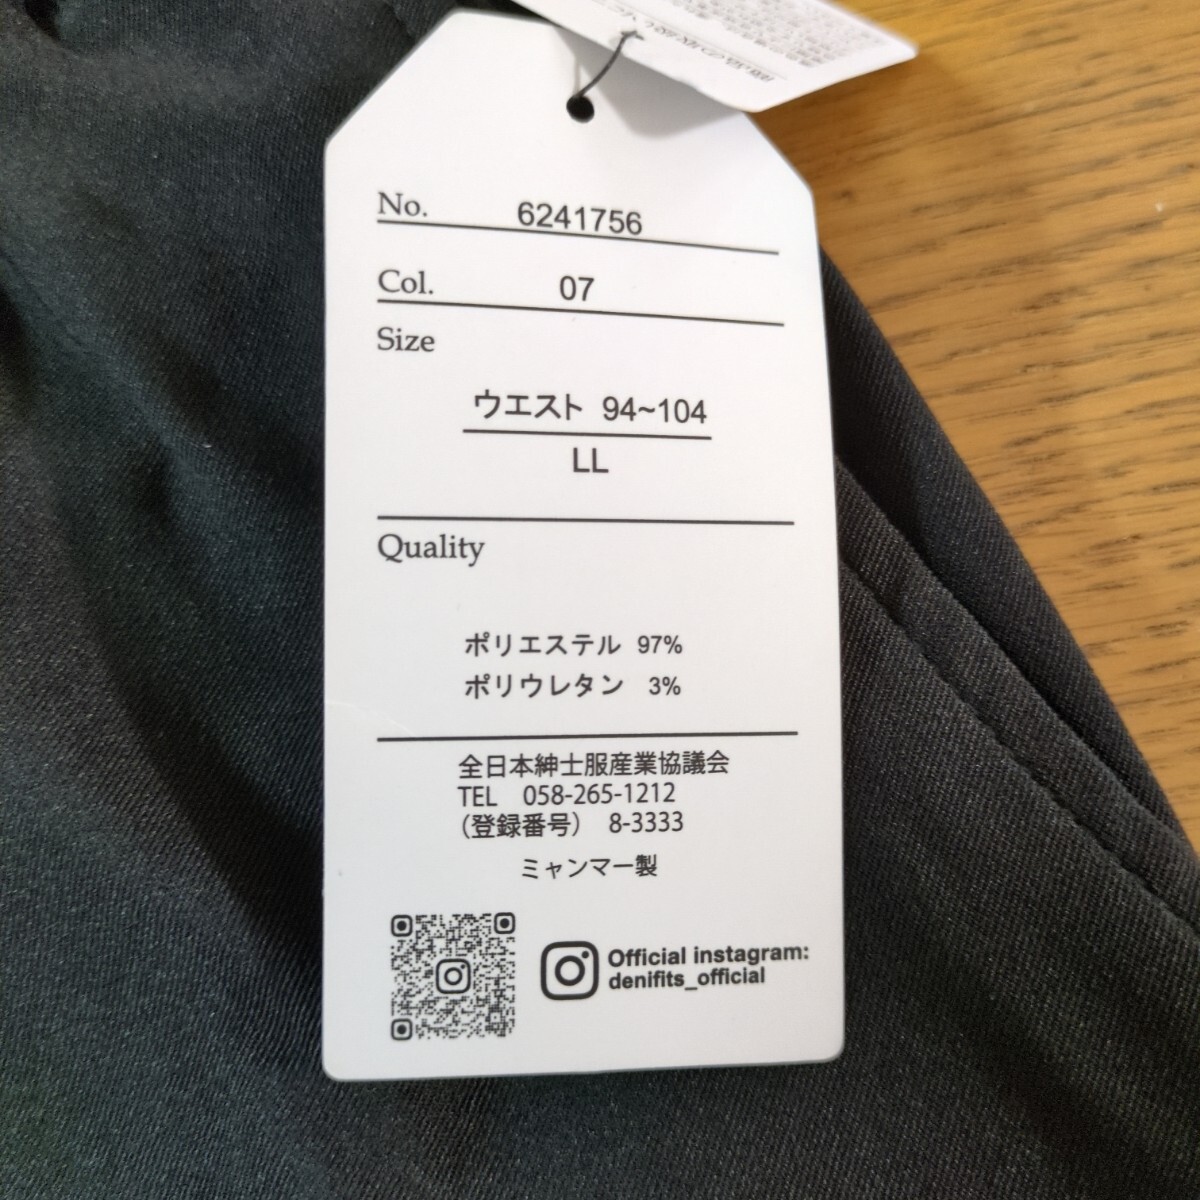 No. 6241756
Col. 07
Size
ウエスト 94~104
LL
Quality
ポリエステル 97%
ポリウレタン 3%
全日本紳士服産業協議会
TEL 058-265-1212
(登録番号) 8-3333
ミャンマー製
Official instagram:
denifits_official